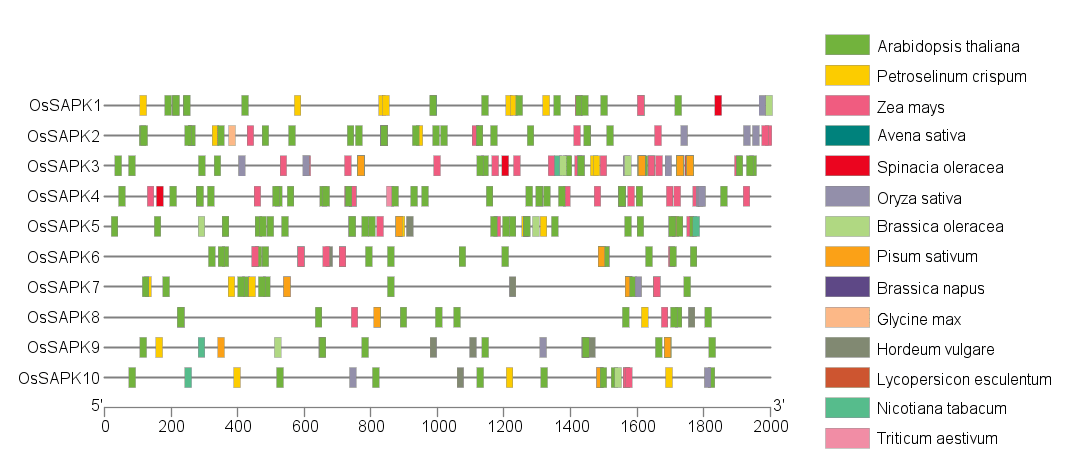 OsSAPK1
OsSAPK2
OsSAPK3
OsSAPK4
OsSAPK5
OsSAPK6
OsSAPK7
OsSAPK8
OsSAPK9
OsSAPK10
5' 3'
0 200 400 600 800 1000 1200 1400 1600 1800 2000
Arabidopsis thaliana
Petroselinum crispum
Zea mays
Avena sativa
Spinacia oleracea
Oryza sativa
Brassica oleracea
Pisum sativum
Brassica napus
Glycine max
Hordeum vulgare
Lycopersicon esculentum
Nicotiana tabacum
Triticum aestivum